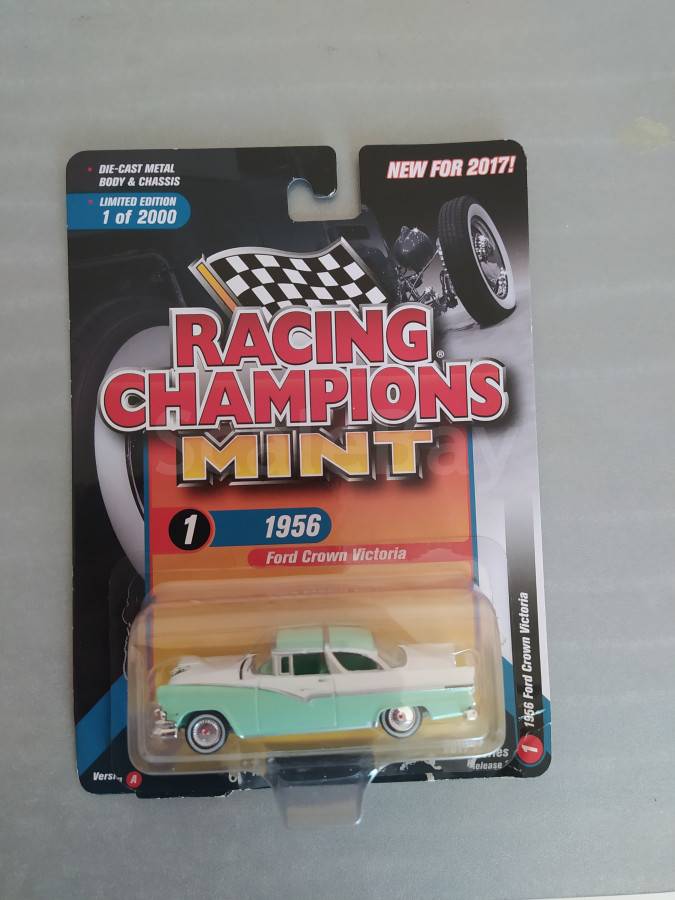 DIE-CAST METAL
BODY & CHASSIS
LIMITED EDITION
1 of 2000
NEW FOR 2017!
RACING
CHAMPIONS®
MINT
1
1956
Ford Crown Victoria
1956 Ford Crown Victoria
1
A